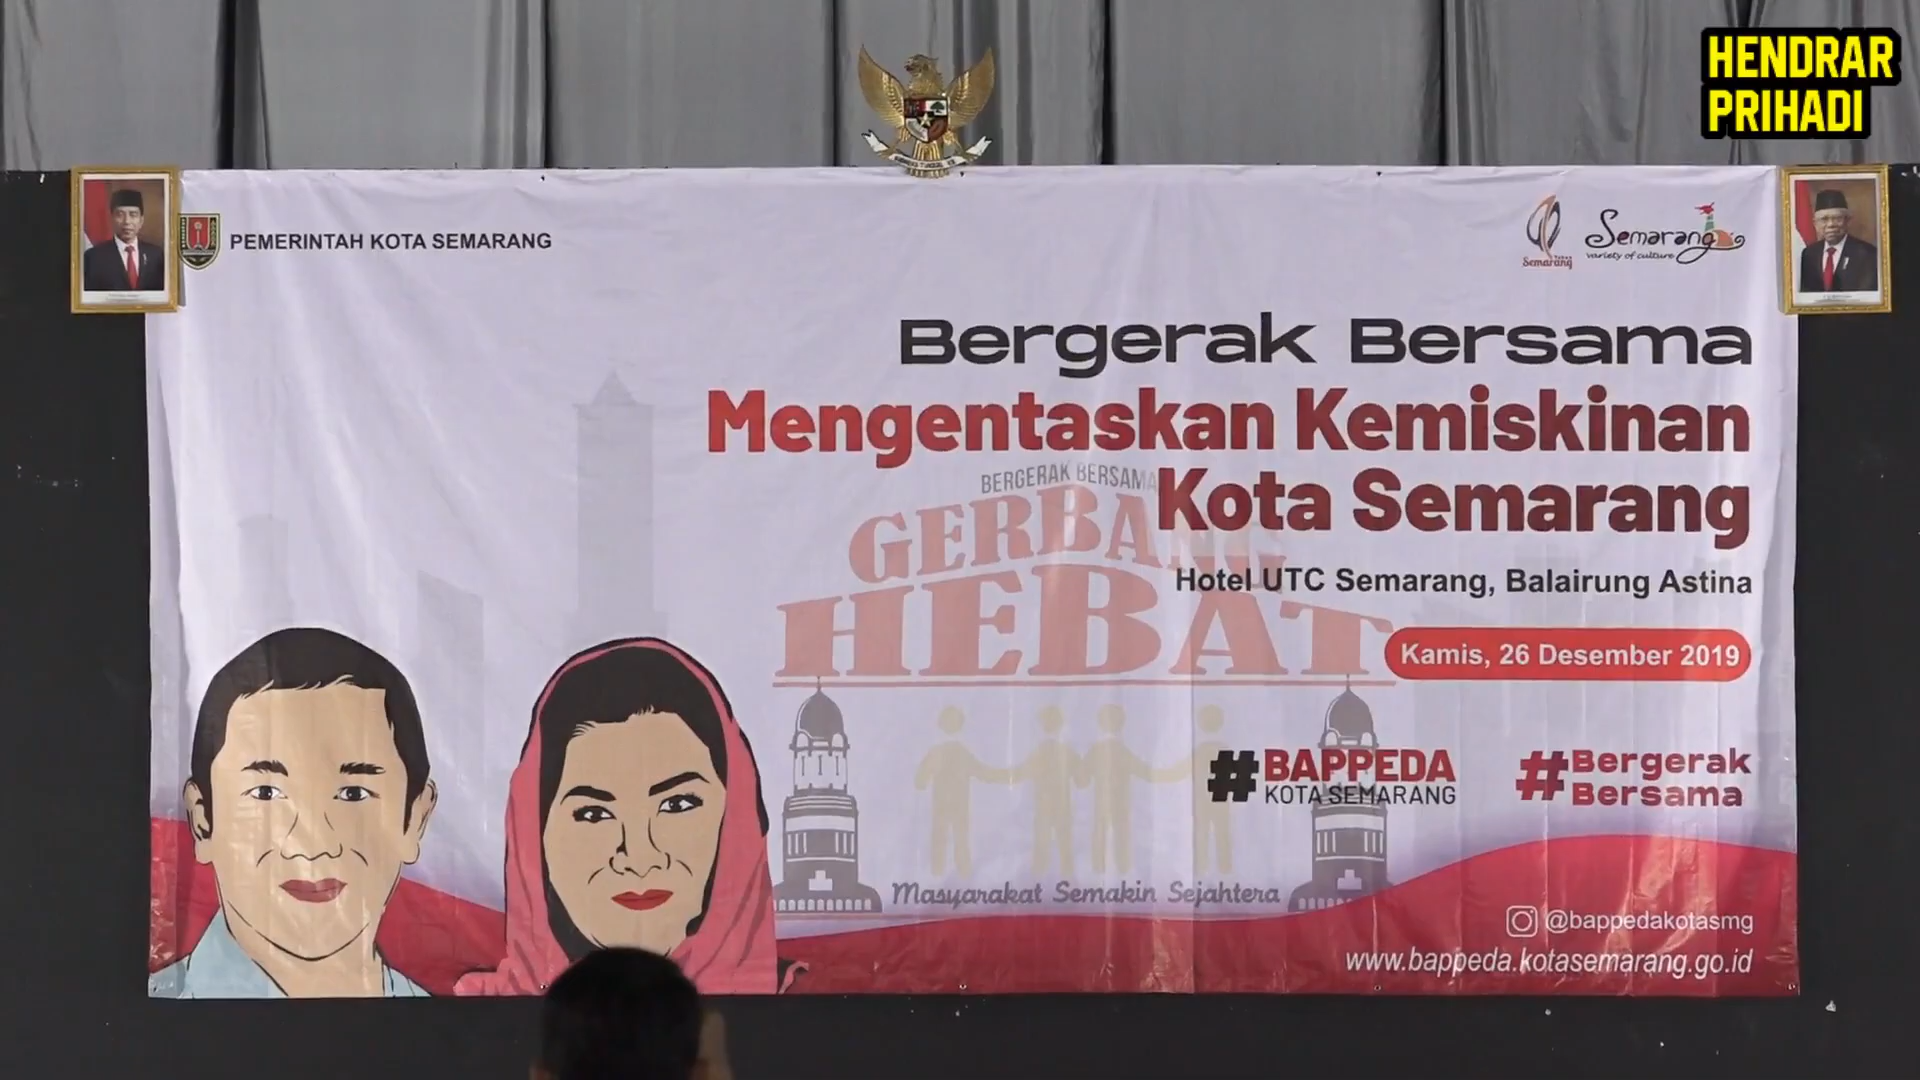 HENDRAR
PRIHADI
PEMERINTAH KOTA SEMARANG
Semarang
Semarang
variety of culture
Bergerak Bersama
Mengentaskan Kemiskinan
Kota Semarang
BERGERAK BERSAMA
GERBANG
HEBAT
Hotel UTC Semarang, Balairung Astina
Kamis, 26 Desember 2019
#BAPPEDA
KOTA SEMARANG
#Bergerak
Bersama
Masyarakat Semakin Sejahtera
@bappedakotasmg
www.bappeda.kotasemarang.go.id